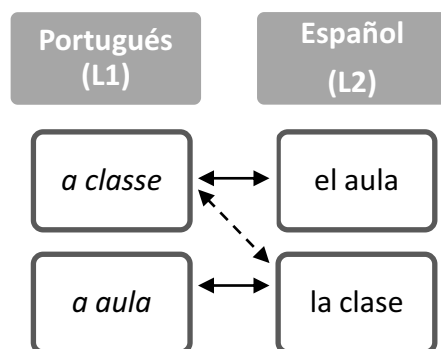 Portugués
(L1)
Español
(L2)
a classe
el aula
a aula
la clase